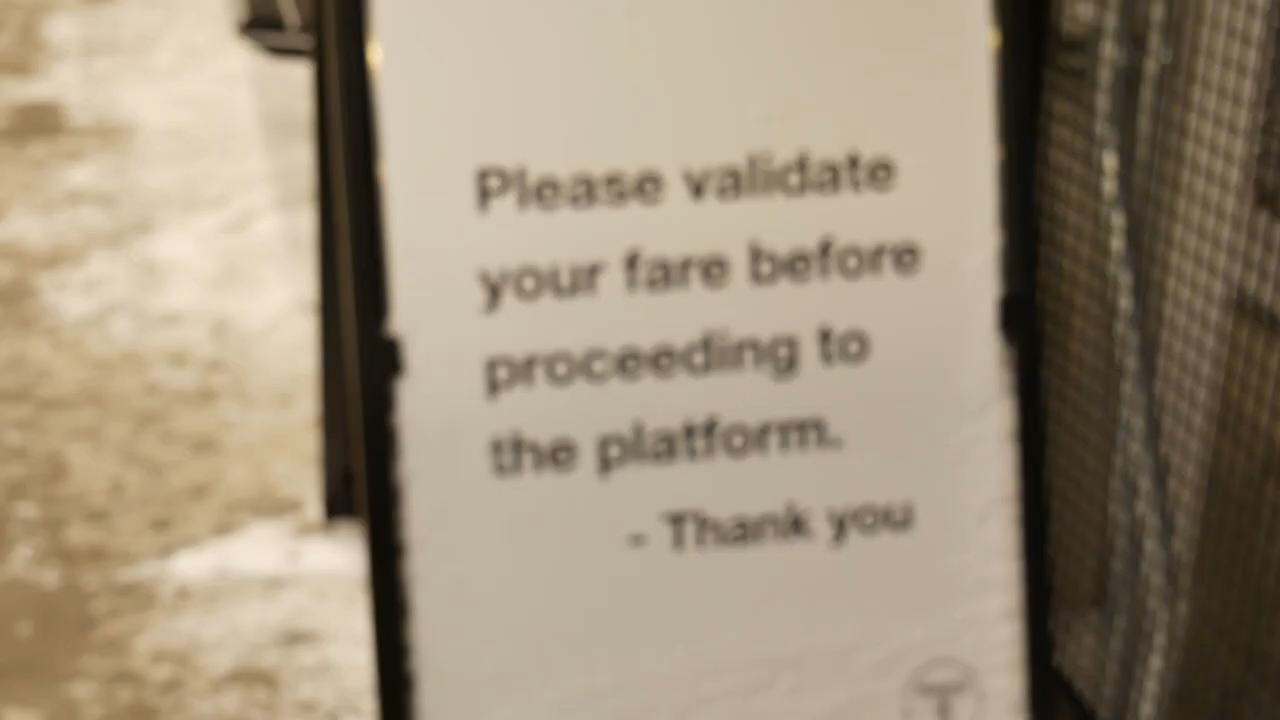 Please validate
your fare before
proceeding to
the platform.
- Thank you
T